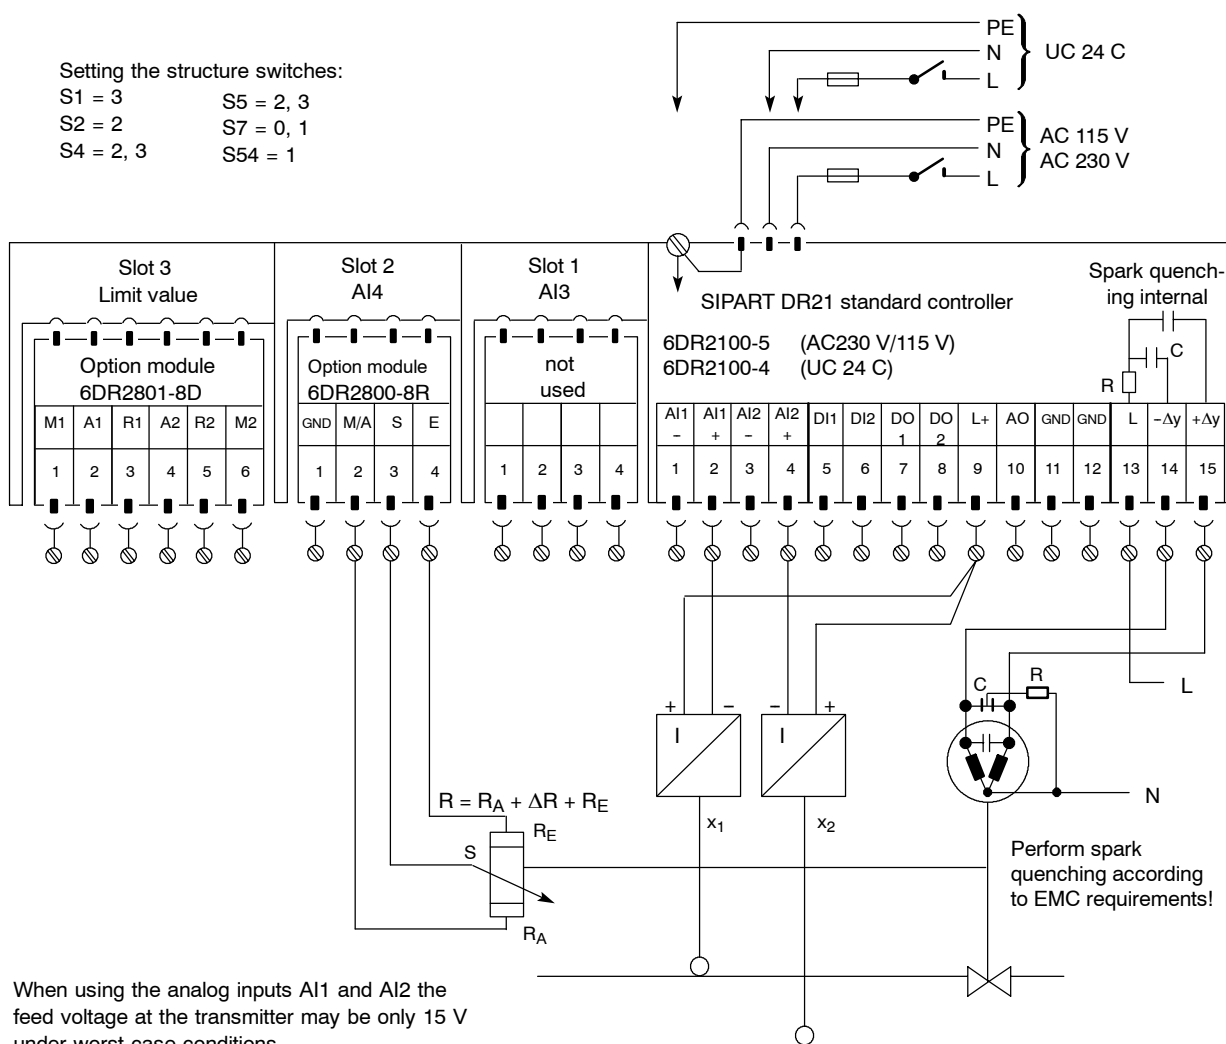 PE
N
L
UC 24 C
Setting the structure switches:
S1 = 3
S2 = 2
S4 = 2, 3
S5 = 2, 3
S7 = 0, 1
S54 = 1
PE
N
L
AC 115 V
AC 230 V
Slot 3
Limit value
Option module
6DR2801-8D
M1 A1 R1 A2 R2 M2
1 2 3 4 5 6
Slot 2
AI4
Option module
6DR2800-8R
GND M/A S E
1 2 3 4
Slot 1
AI3
not
used
1 2 3 4
SIPART DR21 standard controller
6DR2100-5 (AC230 V/115 V)
6DR2100-4 (UC 24 C)
Spark quench-
ing internal
C
R
AI1 AI1 AI2 AI2 DI1 DI2 DO DO L+ AO GND GND L −Δy +Δy
− + − + 1 2
1 2 3 4 5 6 7 8 9 10 11 12 13 14 15
L
C
R
+ −
I
− +
I
N
x1
x2
R = RA + ΔR + RE
RE
S
RA
Perform spark
quenching according
to EMC requirements!
When using the analog inputs AI1 and AI2 the
feed voltage at the transmitter may be only 15 V
under worst case conditions